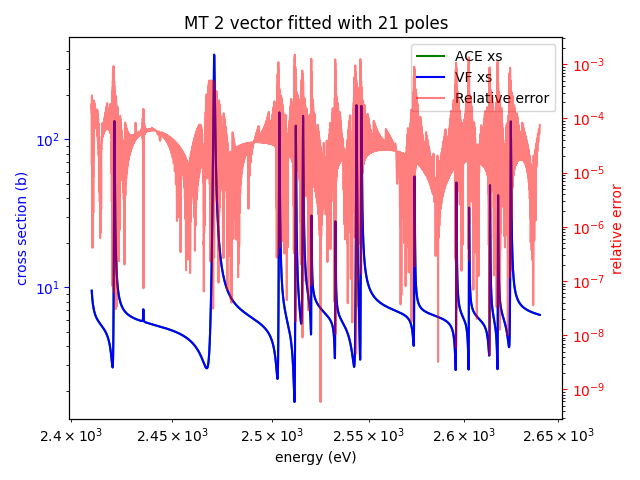 MT 2 vector fitted with 21 poles
ACE xs
VF xs
Relative error
cross section (b)
10²
10¹
relative error
10⁻³
10⁻⁴
10⁻⁵
10⁻⁶
10⁻⁷
10⁻⁸
10⁻⁹
2.4 × 10³ 2.45 × 10³ 2.5 × 10³ 2.55 × 10³ 2.6 × 10³ 2.65 × 10³
energy (eV)